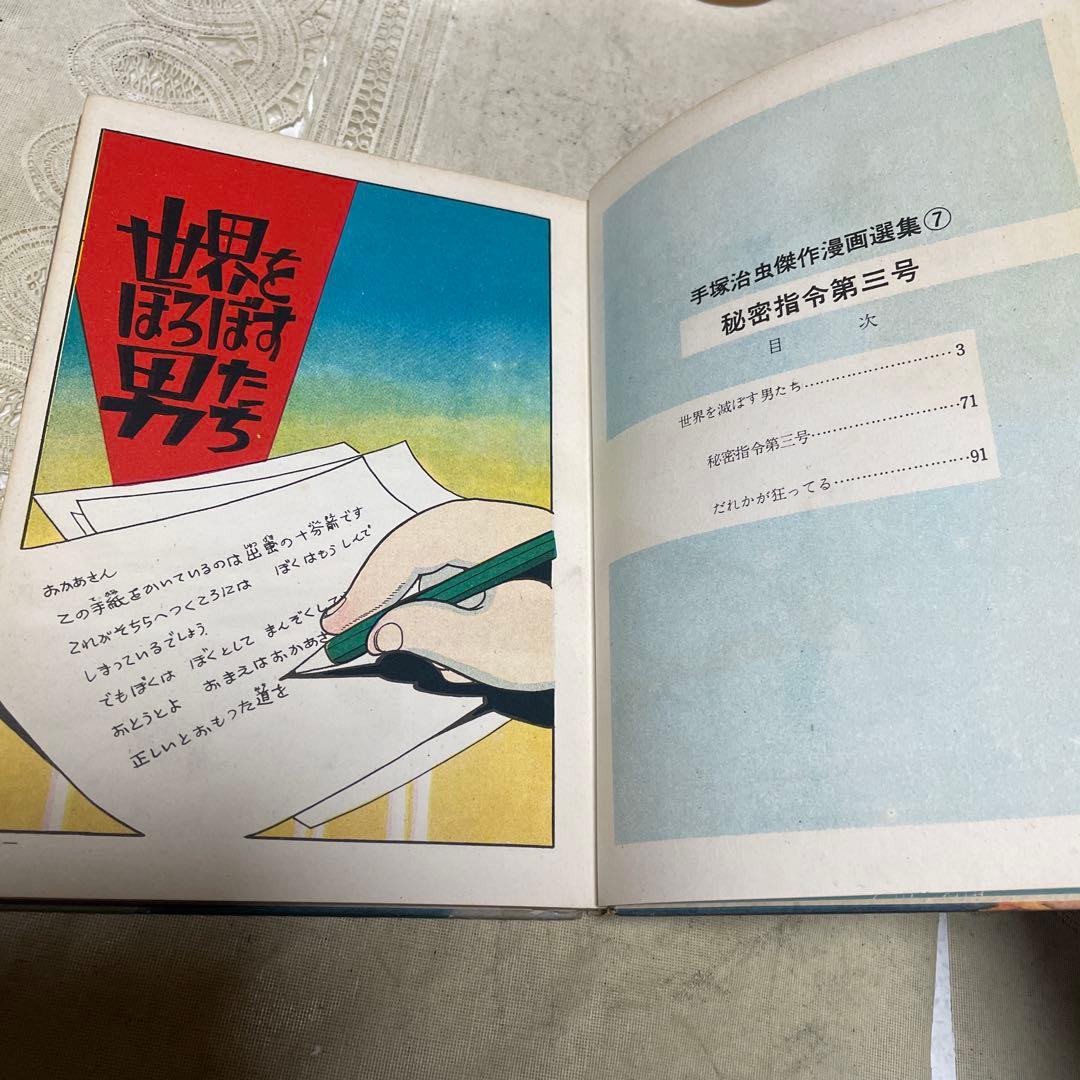 世界を
ほろぼす
男たち
おかあさん
この手紙をかいているのは出撃の十分前です
これがそちらへつくころには ぼくはもうしんで
しまっているでしょう
でもぼくは ぼくとして まんぞくして
おとうとよ おまえはおかあさ
正しいとおもった道を
手塚治虫傑作漫画選集⑦
秘密指令第三号
目 次
世界を滅ぼす男たち……………………3
秘密指令第三号……………………71
だれかが狂ってる……………………91